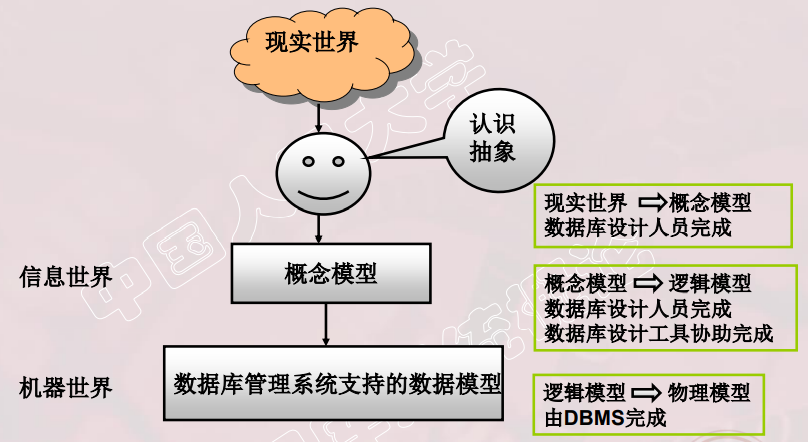 现实世界
认识
抽象
现实世界 ⇨概念模型
数据库设计人员完成
信息世界
概念模型
概念模型 ⇨ 逻辑模型
数据库设计人员完成
数据库设计工具协助完成
机器世界
数据库管理系统支持的数据模型
逻辑模型 ⇨ 物理模型
由DBMS完成